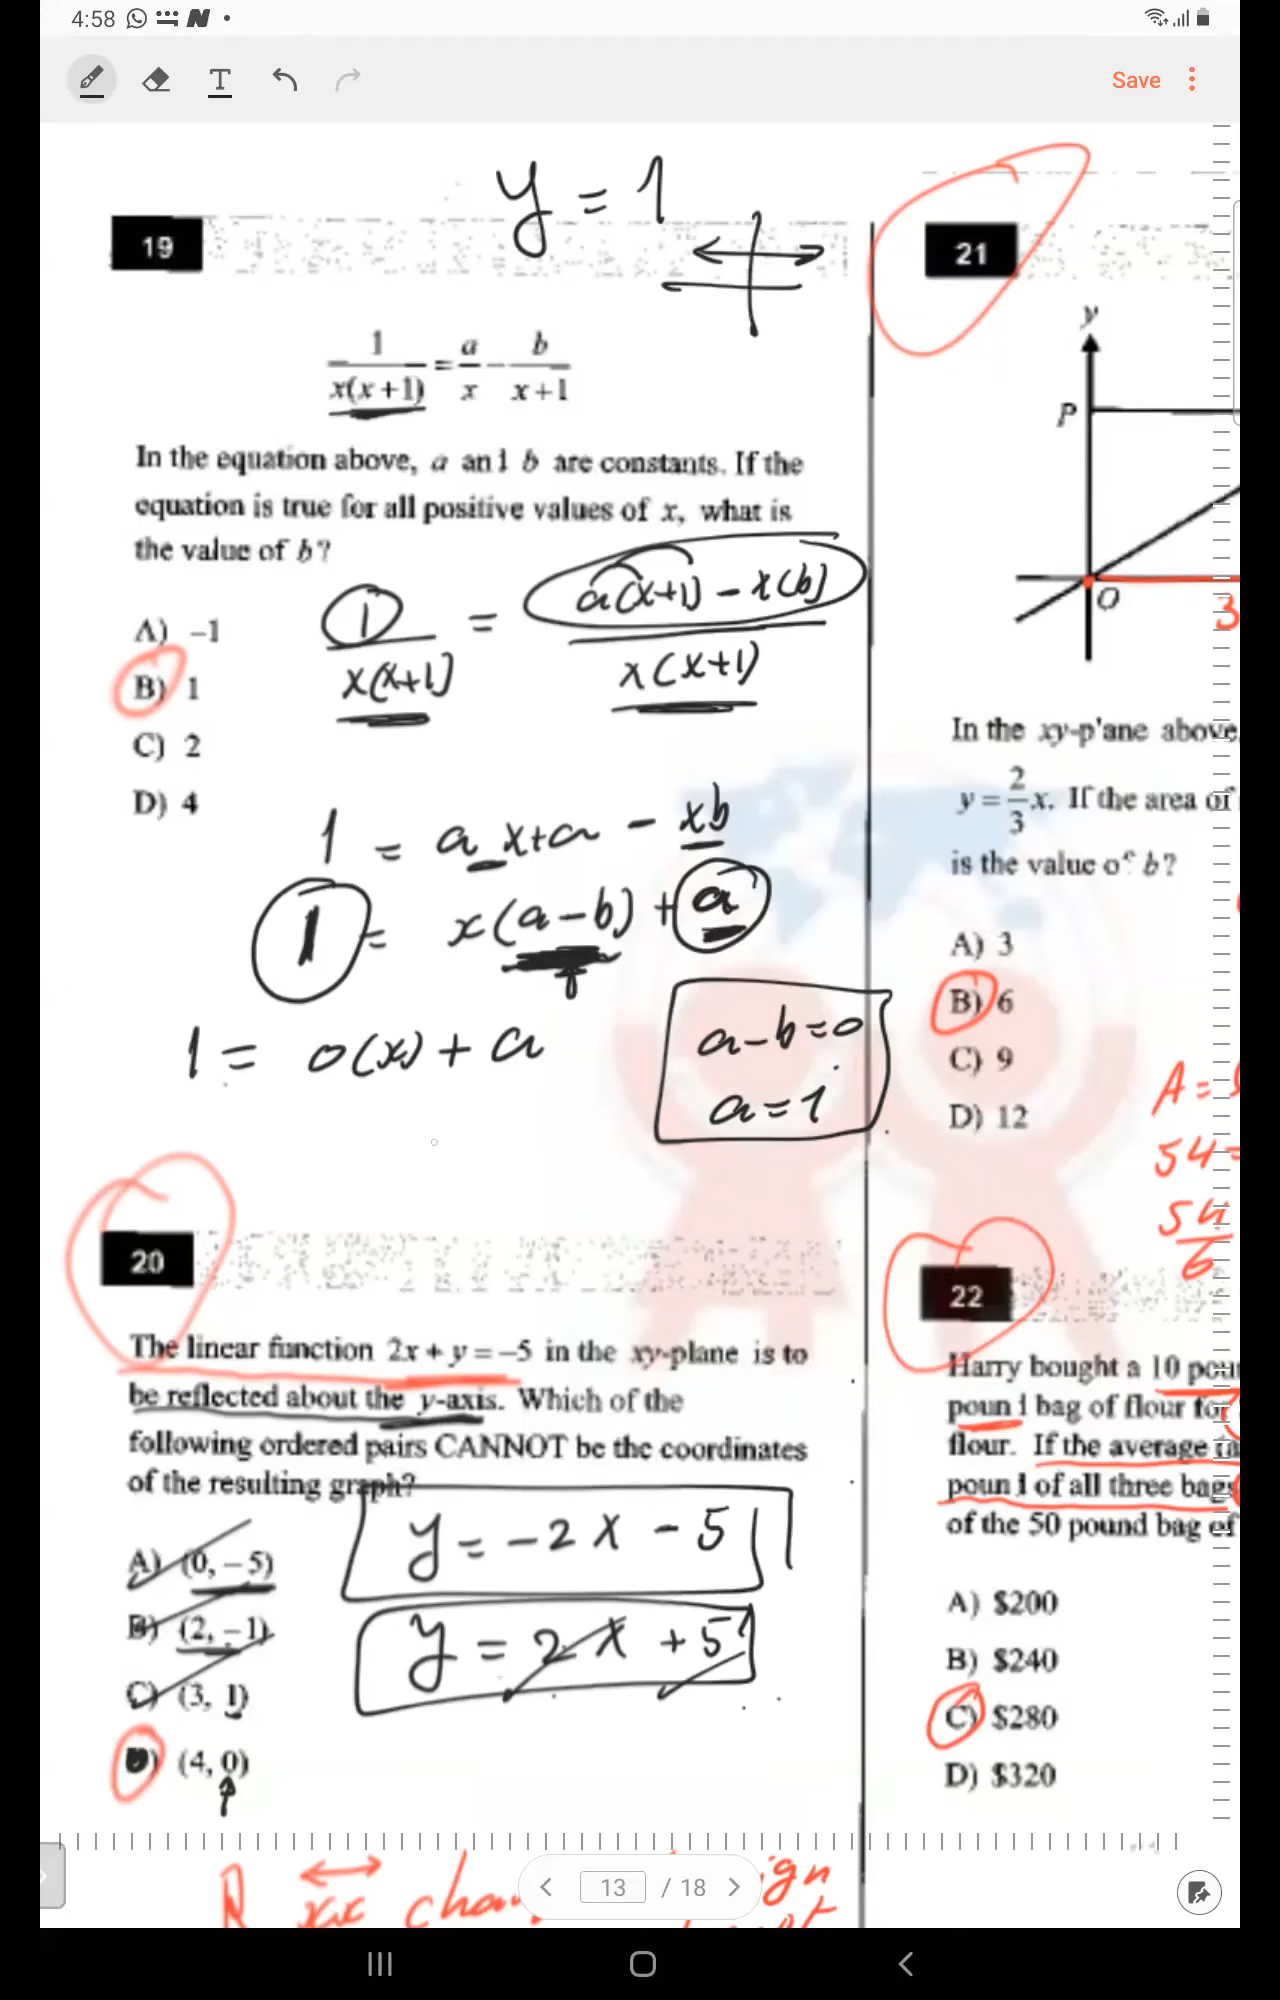 4:58
Save
y = 1
19
1/x(x+1) = a/x - b/x+1
In the equation above, a and b are constants. If the
equation is true for all positive values of x, what is
the value of b?
A) -1
B) 1
C) 2
D) 4
1/x(x+1) = a(x+1) - x(b)/x(x+1)
1 = ax+a - xb
1 = x(a-b) + a
1 = 0(x) + a
a-b=0
a=1
20
The linear function 2x + y = -5 in the xy-plane is to
be reflected about the y-axis. Which of the
following ordered pairs CANNOT be the coordinates
of the resulting graph?
A) (0, -5)
B) (2, -1)
C) (3, 1)
D) (4, 0)
y = -2x - 5
y = 2x + 5
21
y
P
O
3
In the xy-plane above,
y = 2/3 x. If the area of
is the value of b?
A) 3
B) 6
C) 9
D) 12
A =
54 =
54/6
22
Harry bought a 10 pou
pound bag of flour for
flour. If the average
pound of all three bags
of the 50 pound bag of
A) $200
B) $240
C) $280
D) $320
13 / 18